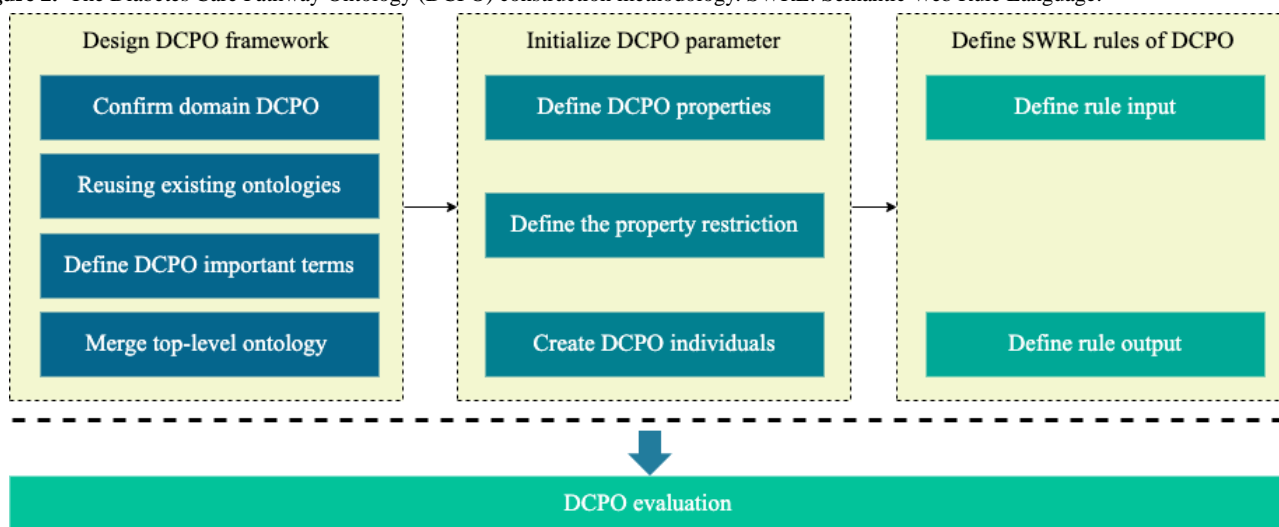 gure 2. The Diabetes Care Pathway Ontology (DCPO) construction methodology. SWRL: Semantic Web Rule Language.
Design DCPO framework
Confirm domain DCPO
Reusing existing ontologies
Define DCPO important terms
Merge top-level ontology
Initialize DCPO parameter
Define DCPO properties
Define the property restriction
Create DCPO individuals
Define SWRL rules of DCPO
Define rule input
Define rule output
DCPO evaluation